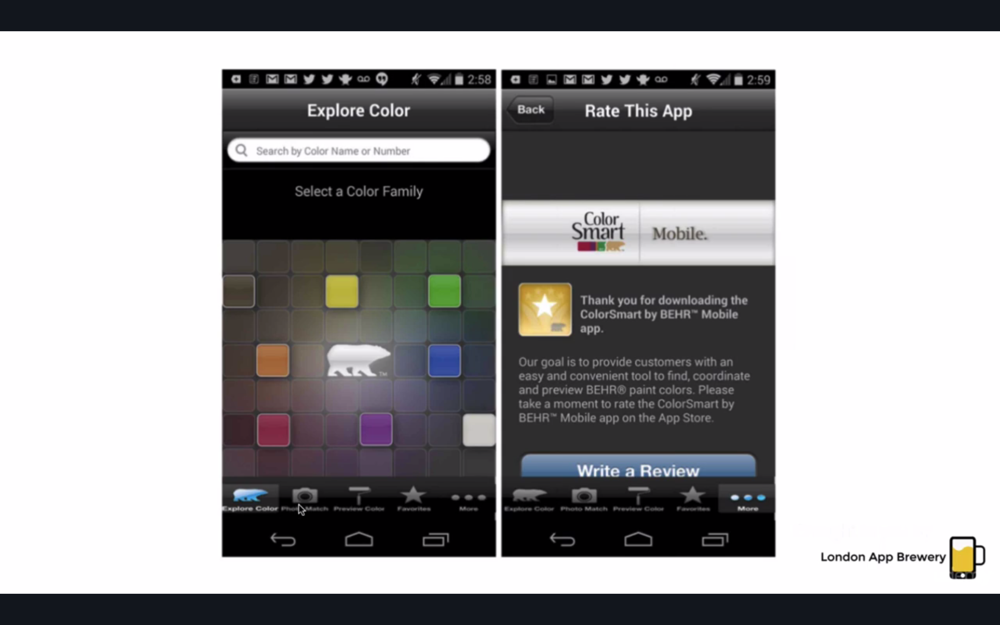 2:58
Explore Color
Search by Color Name or Number
Select a Color Family
TM
Explore Color Photo Match Preview Color Favorites More
2:59
Back Rate This App
Color
Smart
Mobile.
Thank you for downloading the
ColorSmart by BEHR™ Mobile
app.
Our goal is to provide customers with an
easy and convenient tool to find, coordinate
and preview BEHR® paint colors. Please
take a moment to rate the ColorSmart by
BEHR™ Mobile app on the App Store.
Write a Review
Explore Color Photo Match Preview Color Favorites More
London App Brewery